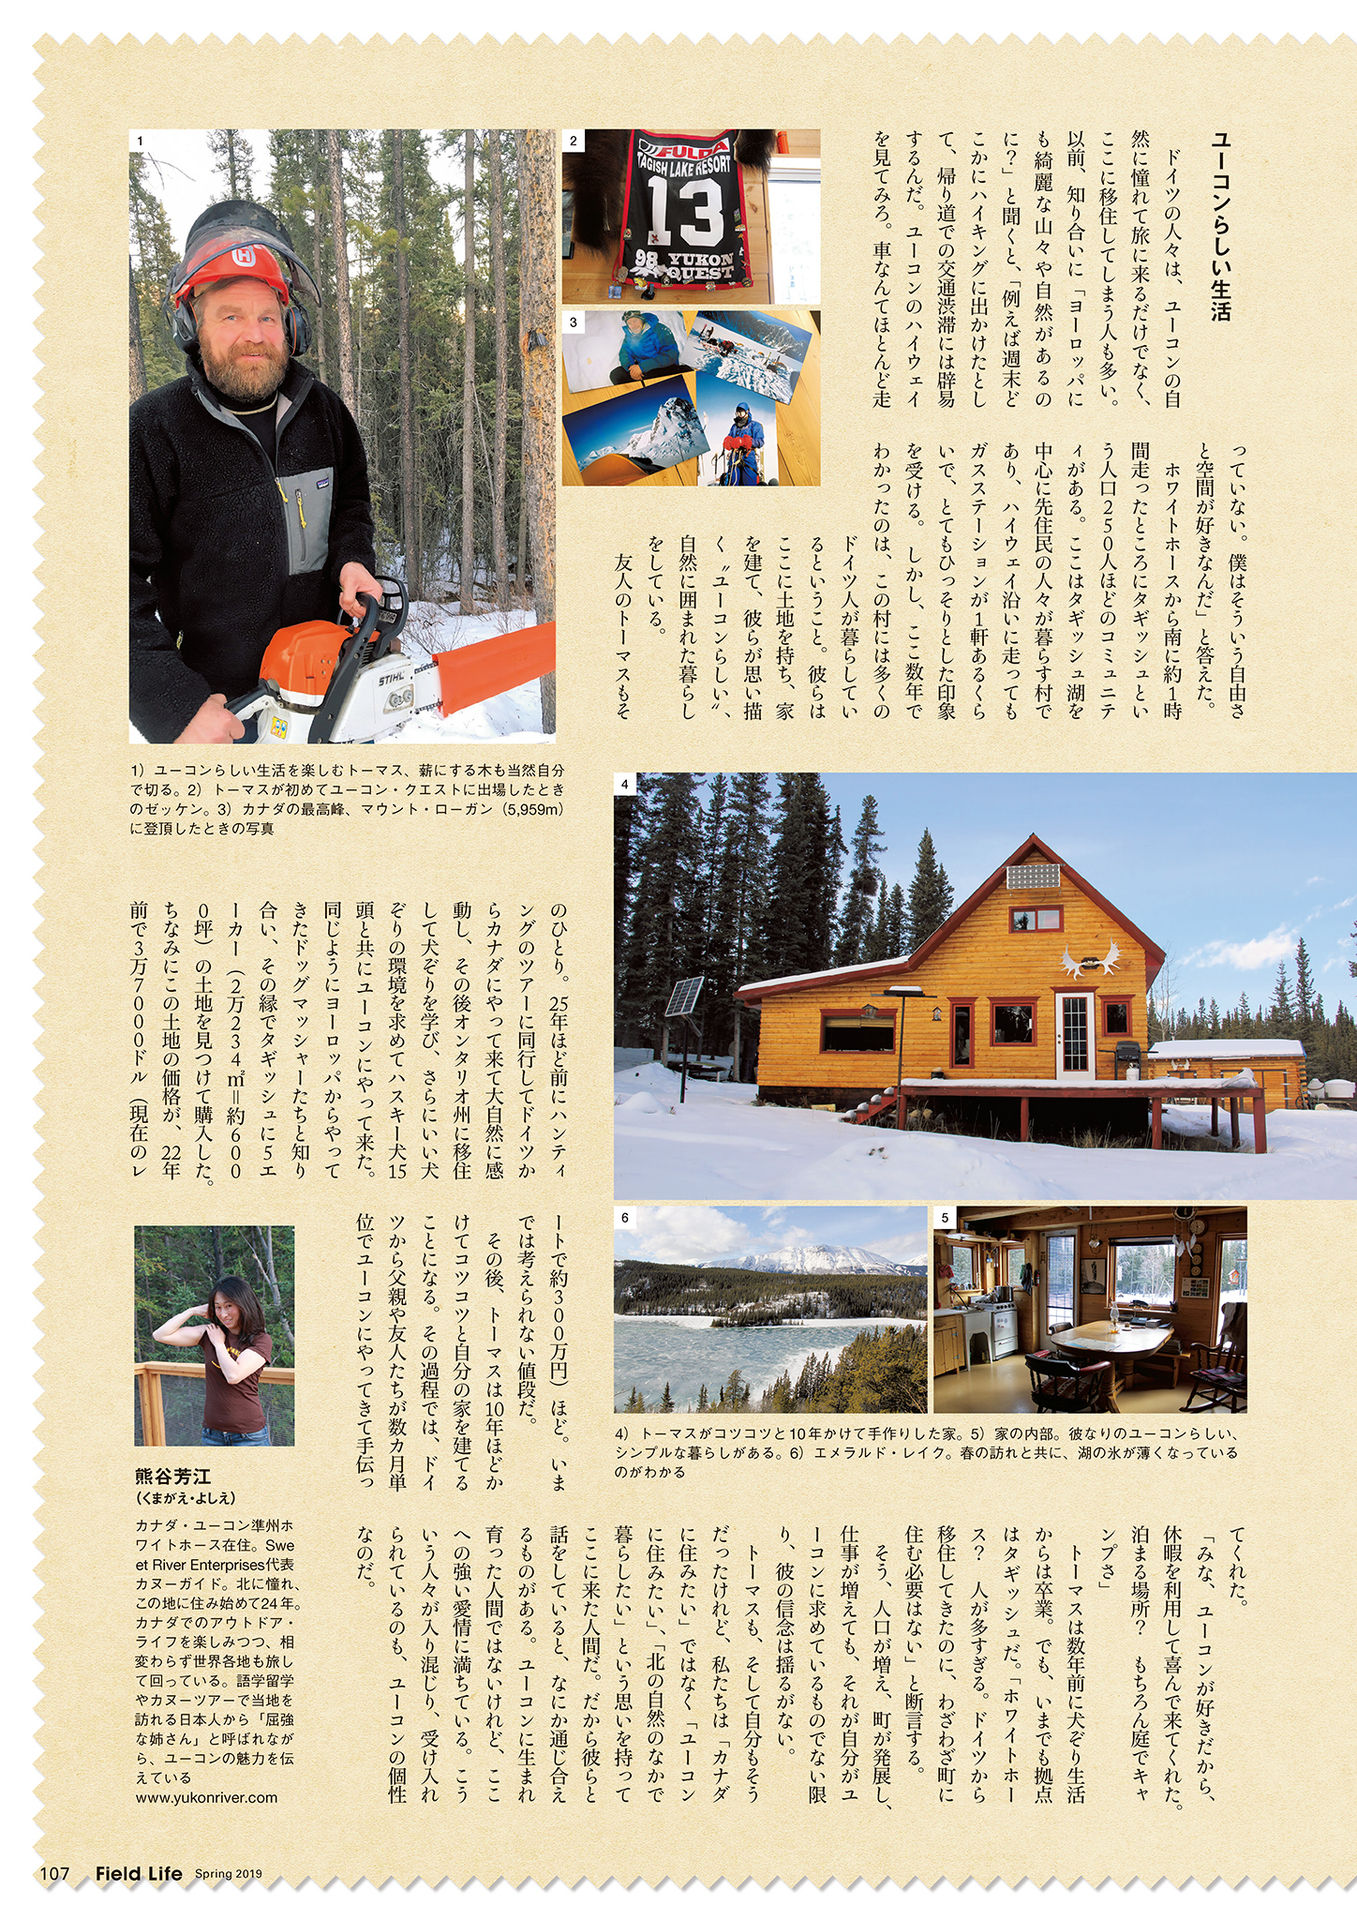 ユーコンらしい生活
ドイツの人々は、ユーコンの自
然に憧れて旅に来るだけでなく、
ここに移住してしまう人も多い。
以前、知り合いに「ヨーロッパに
も綺麗な山々や自然があるの
に?」と聞くと、「例えば週末ど
こかにハイキングに出かけたとし
て、帰り道での交通渋滞には辟易
するんだ。ユーコンのハイウェイ
を見てみろ。車なんてほとんど走
っていない。僕はそういう自由さ
と空間が好きなんだ」と答えた。
ホワイトホースから南に約1時
間走ったところにタギッシュとい
う人口250人ほどのコミュニテ
ィがある。ここはタギッシュ湖を
中心に先住民の人々が暮らす村で
あり、ハイウェイ沿いに走っても
ガスステーションが1軒あるくら
いで、とてもひっそりとした印象
を受ける。しかし、ここ数年で
わかったのは、この村には多くの
ドイツ人が暮らしてい
るということ。彼らは
ここに土地を持ち、家
を建て、彼らが思い描
く〝ユーコンらしい〟、
自然に囲まれた暮らし
をしている。
友人のトーマスもそ
1
2
FULDA
TAGISH LAKE RESORT
13
98 YUKON
QUEST
3
H
patagonia
STIHL
1）ユーコンらしい生活を楽しむトーマス、薪にする木も当然自分
で切る。2）トーマスが初めてユーコン・クエストに出場したとき
のゼッケン。3）カナダの最高峰、マウント・ローガン（5,959m）
に登頂したときの写真
4
のひとり。25年ほど前にハンティ
ングのツアーに同行してドイツか
らカナダにやって来て大自然に感
動し、その後オンタリオ州に移住
して犬ぞりを学び、さらにいい犬
ぞりの環境を求めてハスキー犬15
頭と共にユーコンにやって来た。
同じようにヨーロッパからやって
きたドッグマッシャーたちと知り
合い、その縁でタギッシュに5エ
ーカー（2万234㎡＝約600
0坪）の土地を見つけて購入した。
ちなみにこの土地の価格が、22年
前で3万7000ドル（現在のレ
ートで約300万円）ほど。いま
では考えられない値段だ。
その後、トーマスは10年ほどか
けてコツコツと自分の家を建てる
ことになる。その過程では、ドイ
ツから父親や友人たちが数カ月単
位でユーコンにやってきて手伝っ
6
5
4）トーマスがコツコツと10年かけて手作りした家。5）家の内部。彼なりのユーコンらしい、
シンプルな暮らしがある。6）エメラルド・レイク。春の訪れと共に、湖の氷が薄くなっている
のがわかる
てくれた。
「みな、ユーコンが好きだから、
休暇を利用して喜んで来てくれた。
泊まる場所? もちろん庭でキャ
ンプさ」
トーマスは数年前に犬ぞり生活
からは卒業。でも、いまでも拠点
はタギッシュだ。「ホワイトホー
ス? 人が多すぎる。ドイツから
移住してきたのに、わざわざ町に
住む必要はない」と断言する。
そう、人口が増え、町が発展し、
仕事が増えても、それが自分がユ
ーコンに求めているものでない限
り、彼の信念は揺るがない。
トーマスも、そして自分もそう
だったけれど、私たちは「カナダ
に住みたい」ではなく「ユーコン
に住みたい」、「北の自然のなかで
暮らしたい」という思いを持って
ここに来た人間だ。だから彼らと
話をしていると、なにか通じ合え
るものがある。ユーコンに生まれ
育った人間ではないけれど、ここ
への強い愛情に満ちている。こう
いう人々が入り混じり、受け入れ
られているのも、ユーコンの個性
なのだ。
熊谷芳江
（くまがえ・よしえ）
カナダ・ユーコン準州ホ
ワイトホース在住。Swe
et River Enterprises代表
カヌーガイド。北に憧れ、
この地に住み始めて24年。
カナダでのアウトドア・
ライフを楽しみつつ、相
変わらず世界各地も旅し
て回っている。語学留学
やカヌーツアーで当地を
訪れる日本人から「屈強
な姉さん」と呼ばれなが
ら、ユーコンの魅力を伝
えている
www.yukonriver.com
107 Field Life Spring 2019